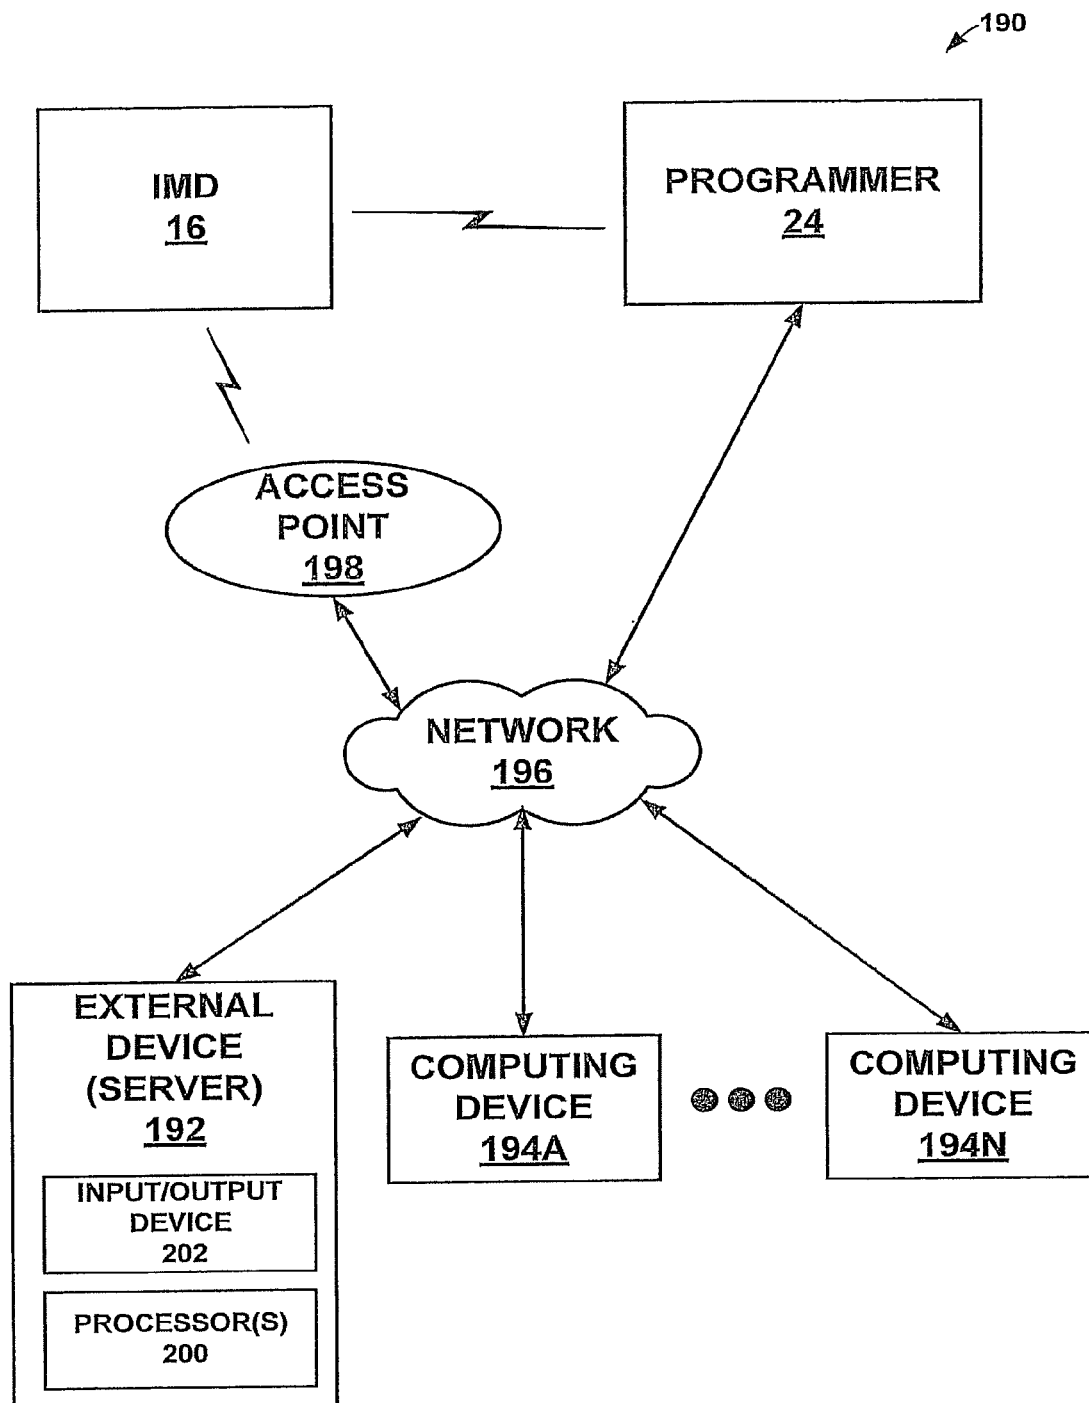 190
IMD
16
PROGRAMMER
24
ACCESS
POINT
198
NETWORK
196
EXTERNAL
DEVICE
(SERVER)
192
INPUT/OUTPUT
DEVICE
202
PROCESSOR(S)
200
COMPUTING
DEVICE
194A
COMPUTING
DEVICE
194N